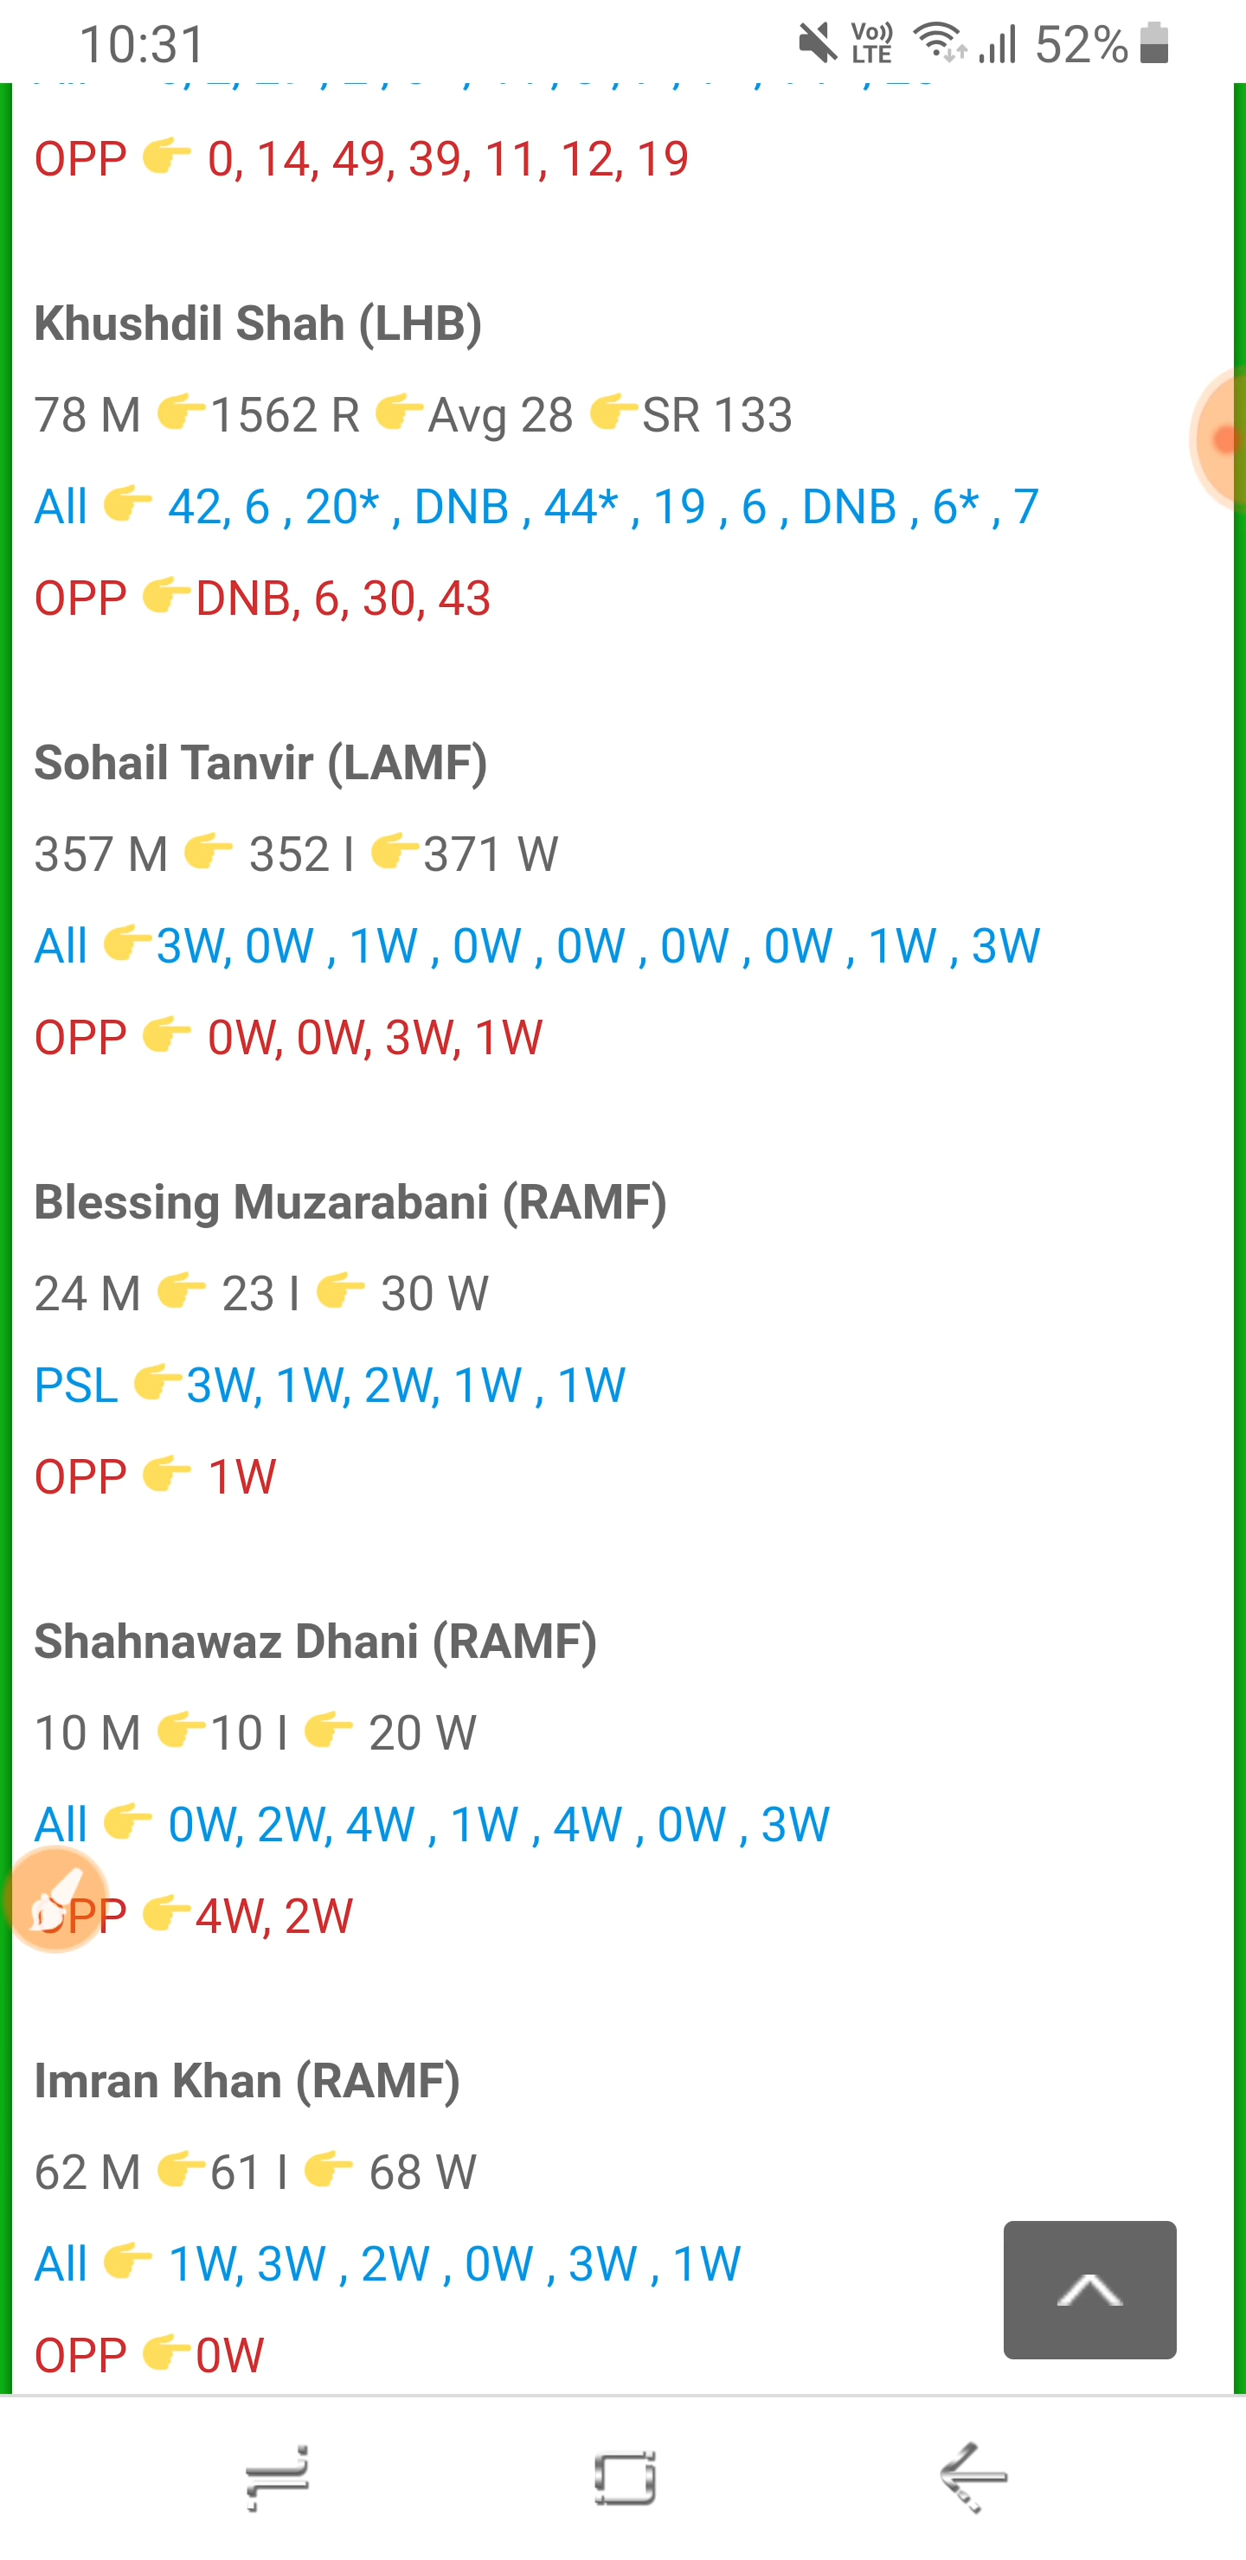 10:31 Vo)) LTE 52%
OPP 👉 0, 14, 49, 39, 11, 12, 19
Khushdil Shah (LHB)
78 M 👉1562 R 👉Avg 28 👉SR 133
All 👉 42, 6 , 20* , DNB , 44* , 19 , 6 , DNB , 6* , 7
OPP 👉DNB, 6, 30, 43
Sohail Tanvir (LAMF)
357 M 👉 352 I 👉371 W
All 👉3W, 0W , 1W , 0W , 0W , 0W , 0W , 1W , 3W
OPP 👉 0W, 0W, 3W, 1W
Blessing Muzarabani (RAMF)
24 M 👉 23 I 👉 30 W
PSL 👉3W, 1W, 2W, 1W , 1W
OPP 👉 1W
Shahnawaz Dhani (RAMF)
10 M 👉10 I 👉 20 W
All 👉 0W, 2W, 4W , 1W , 4W , 0W , 3W
OPP 👉4W, 2W
Imran Khan (RAMF)
62 M 👉61 I 👉 68 W
All 👉 1W, 3W , 2W , 0W , 3W , 1W
OPP 👉0W